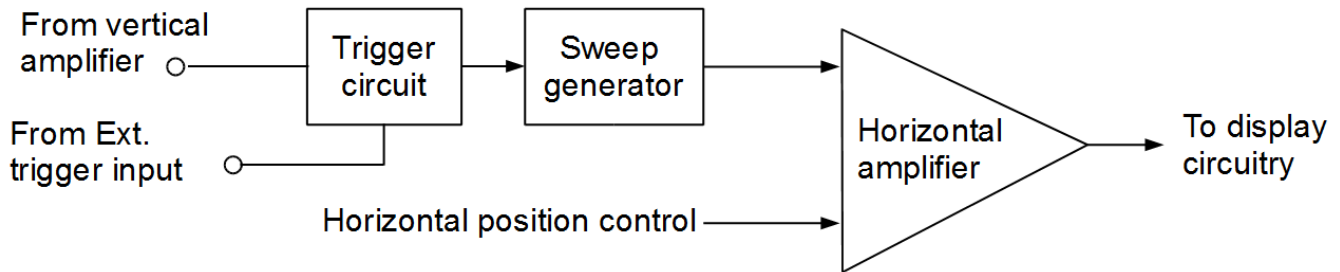 From vertical
amplifier
Trigger
circuit
Sweep
generator
From Ext.
trigger input
Horizontal
amplifier
To display
circuitry
Horizontal position control